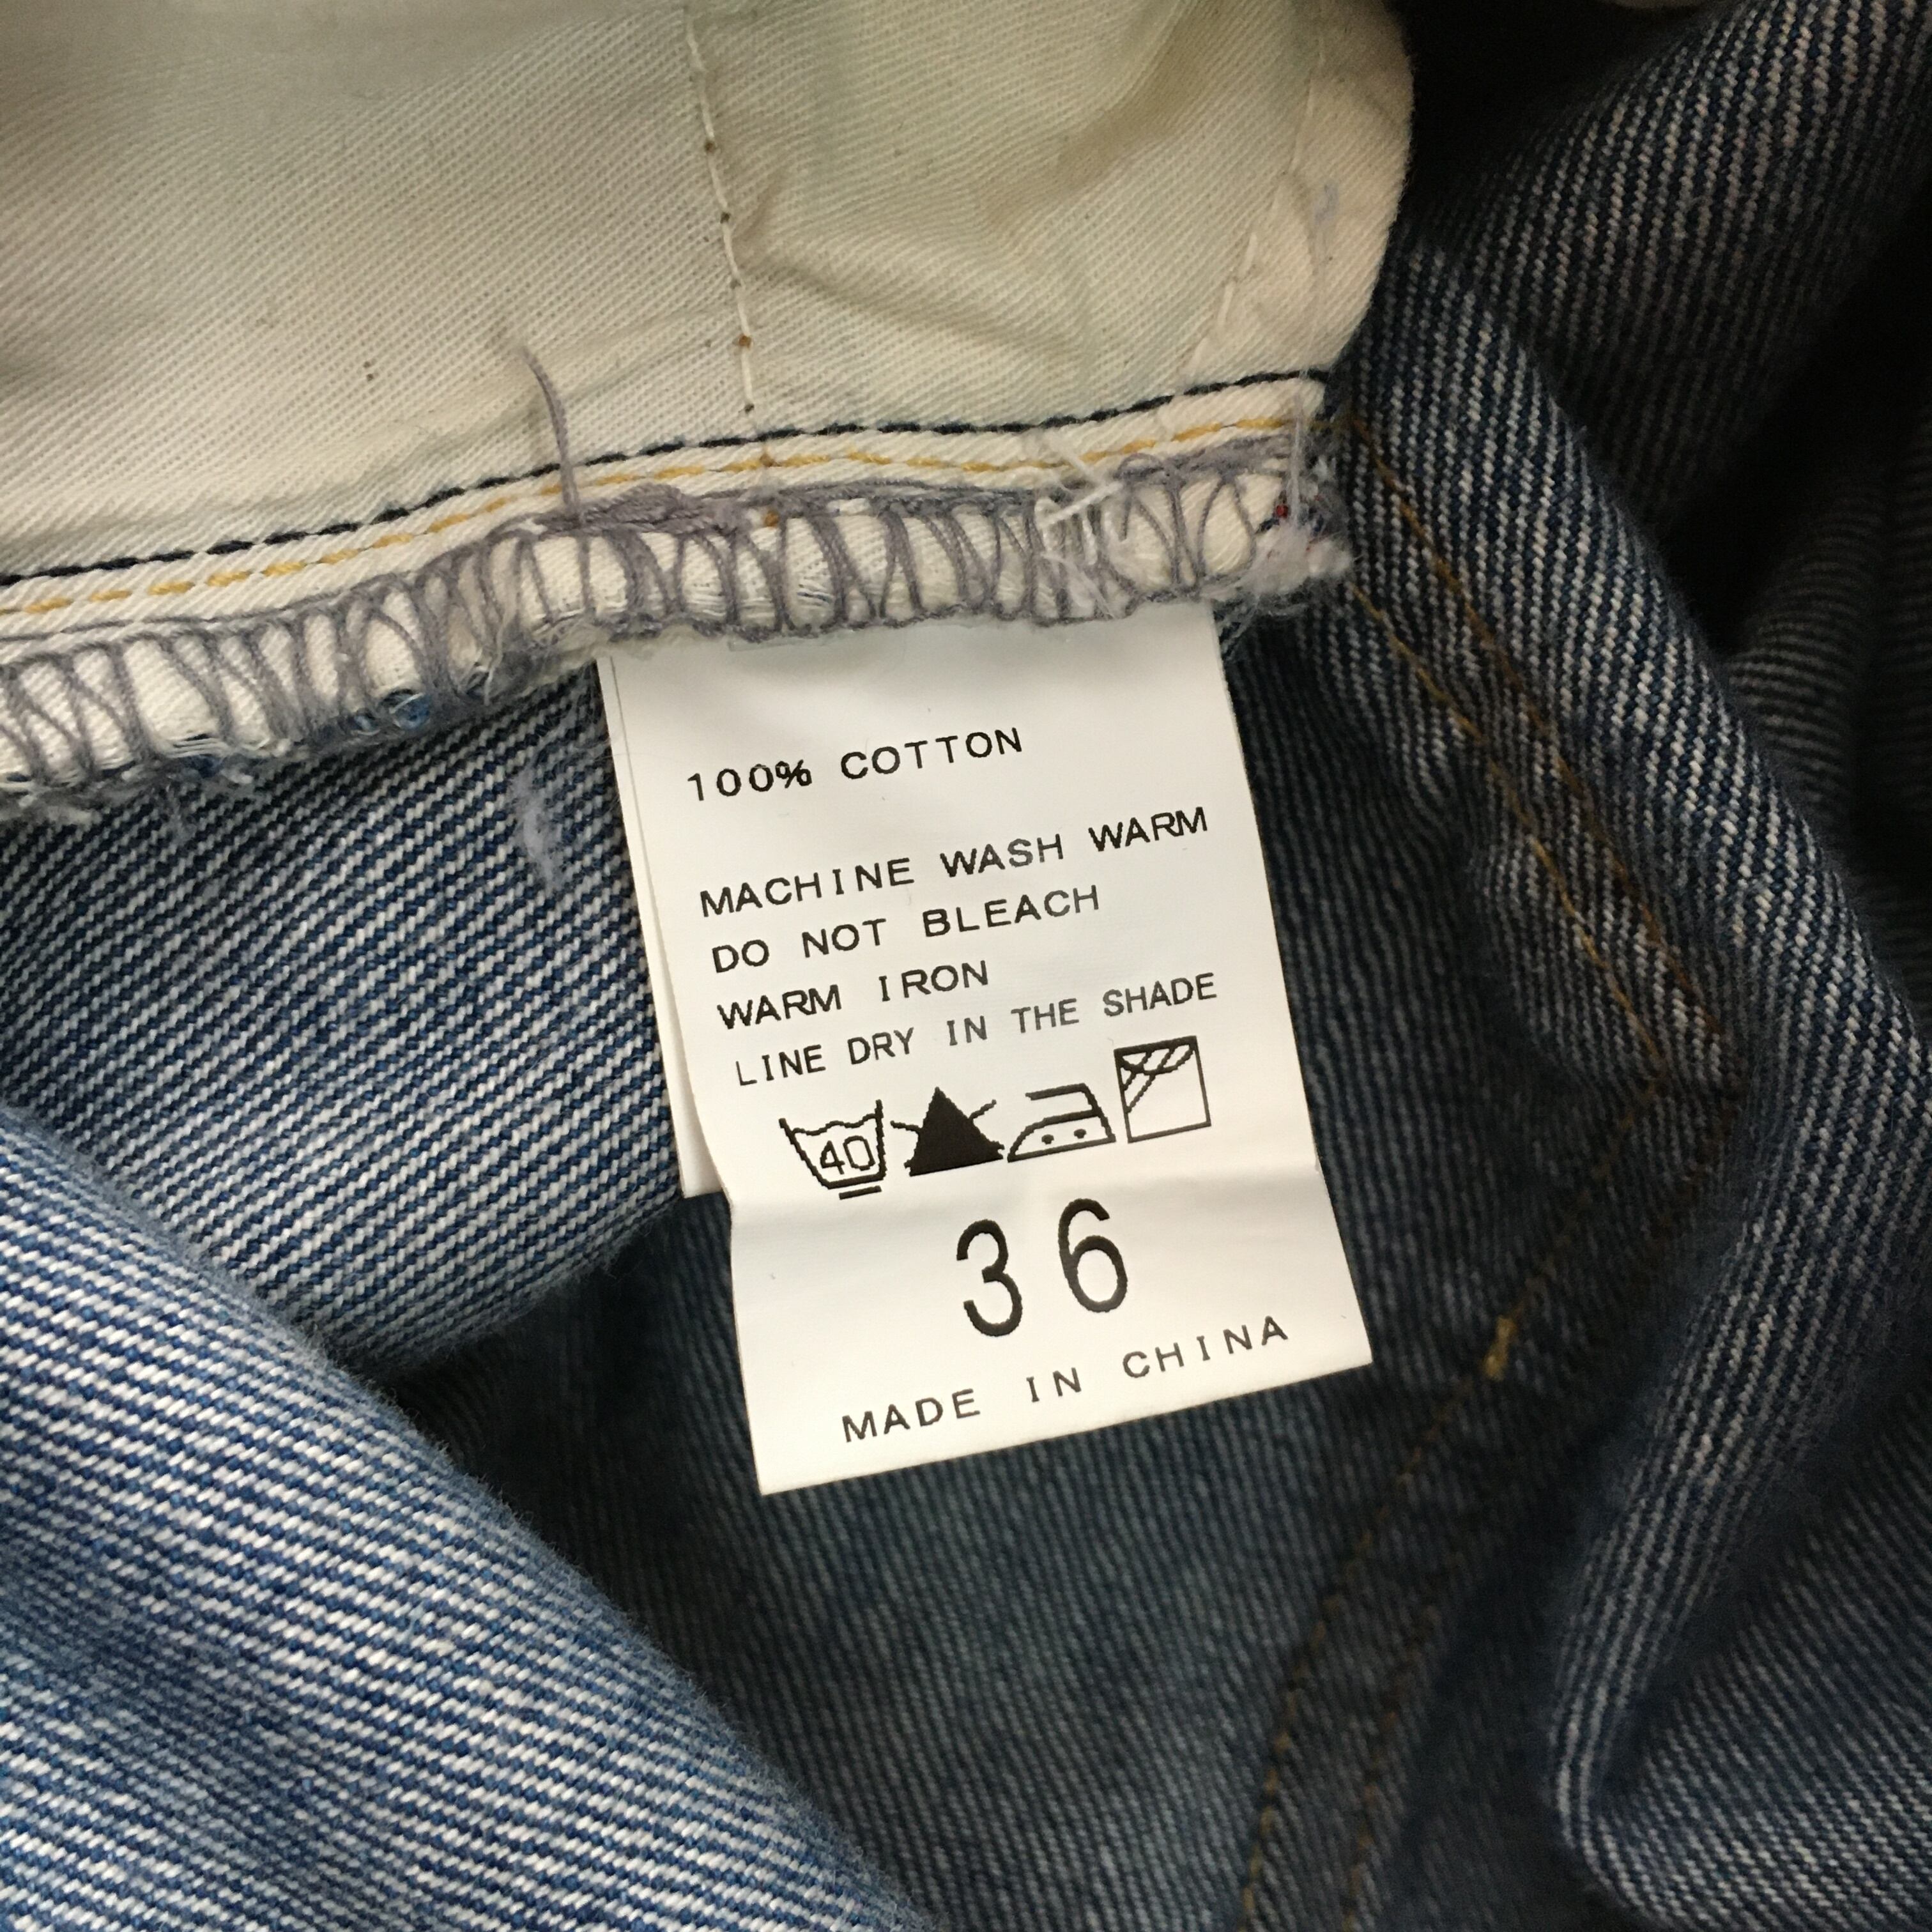 100% COTTON
MACHINE WASH WARM
DO NOT BLEACH
WARM IRON
LINE DRY IN THE SHADE
40
36
MADE IN CHINA